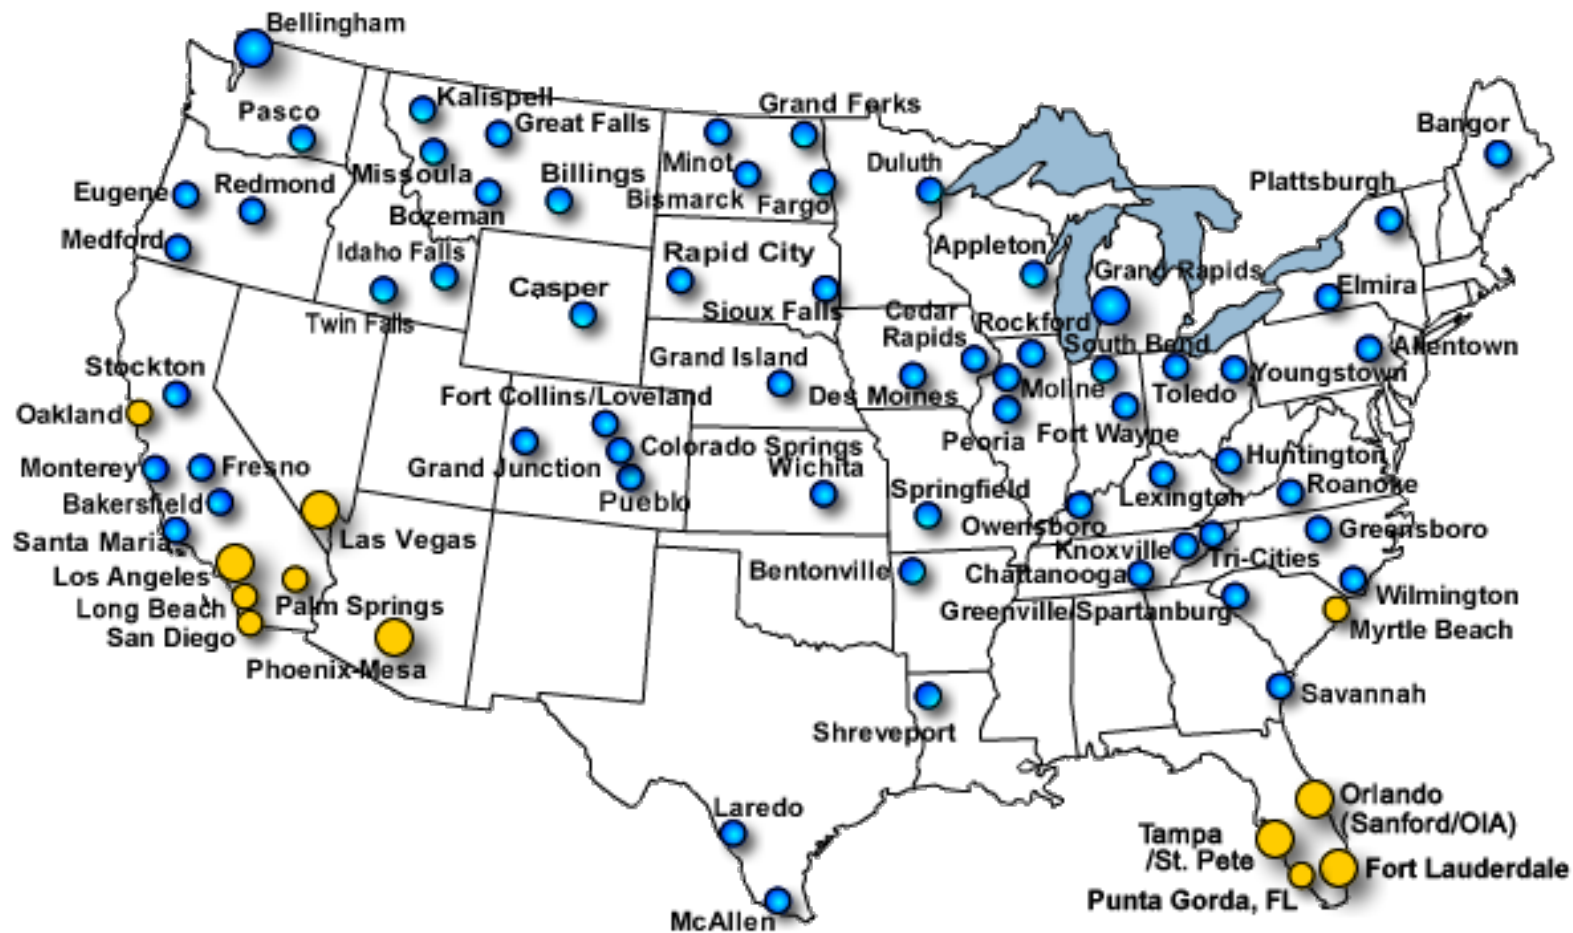 Bellingham
Pasco
Kalispell
Great Falls
Grand Forks
Bangor
Missoula
Minot
Duluth
Eugene
Redmond
Billings
Bismarck
Fargo
Plattsburgh
Bozeman
Medford
Idaho Falls
Rapid City
Appleton
Grand Rapids
Elmira
Casper
Twin Falls
Sioux Falls
Cedar
Rapids
Rockford
South Bend
Allentown
Stockton
Grand Island
Youngstown
Fort Collins/Loveland
Des Moines
Moline
Toledo
Oakland
Peoria
Fort Wayne
Colorado Springs
Huntington
Monterey
Fresno
Grand Junction
Wichita
Roanoke
Bakersfield
Pueblo
Springfield
Lexington
Owensboro
Greensboro
Santa Maria
Las Vegas
Knoxville
Tri-Cities
Los Angeles
Bentonville
Chattanooga
Wilmington
Long Beach
Palm Springs
Greenville/Spartanburg
Myrtle Beach
San Diego
Phoenix-Mesa
Savannah
Shreveport
Laredo
Orlando
(Sanford/OIA)
Tampa
/St. Pete
Fort Lauderdale
Punta Gorda, FL
McAllen